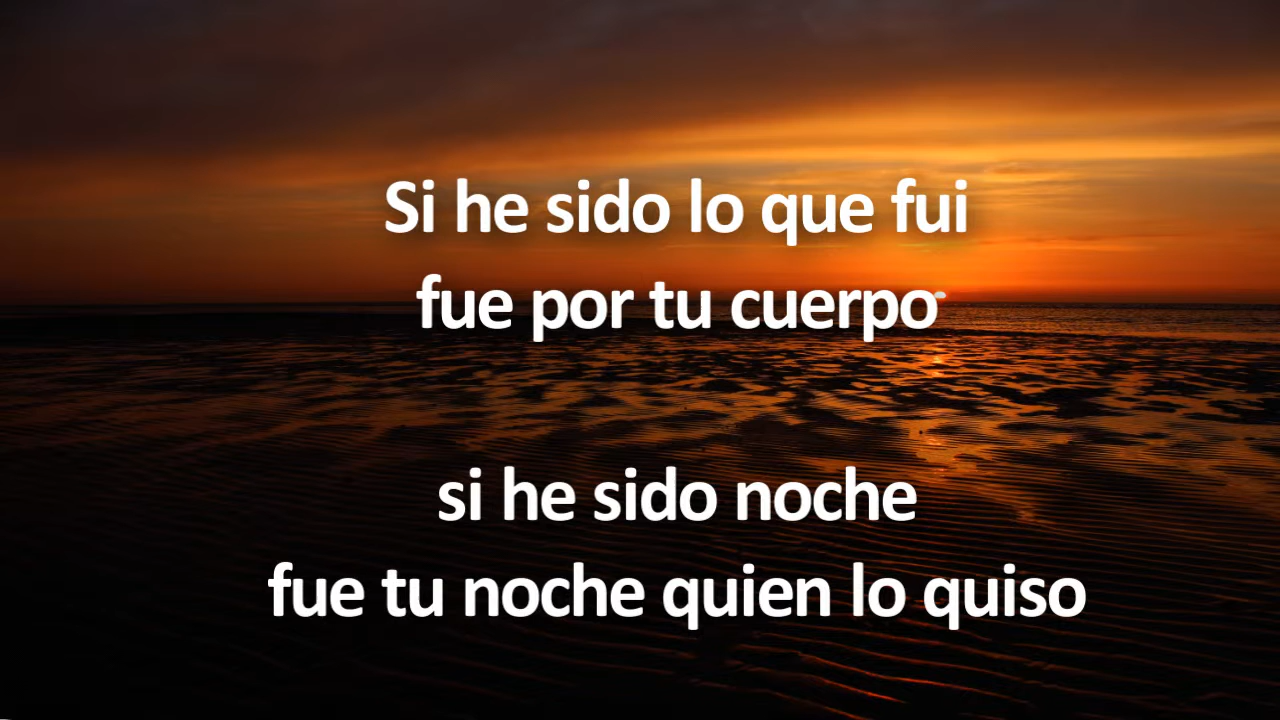 Si he sido lo que fui
fue por tu cuerpo
si he sido noche
fue tu noche quien lo quiso